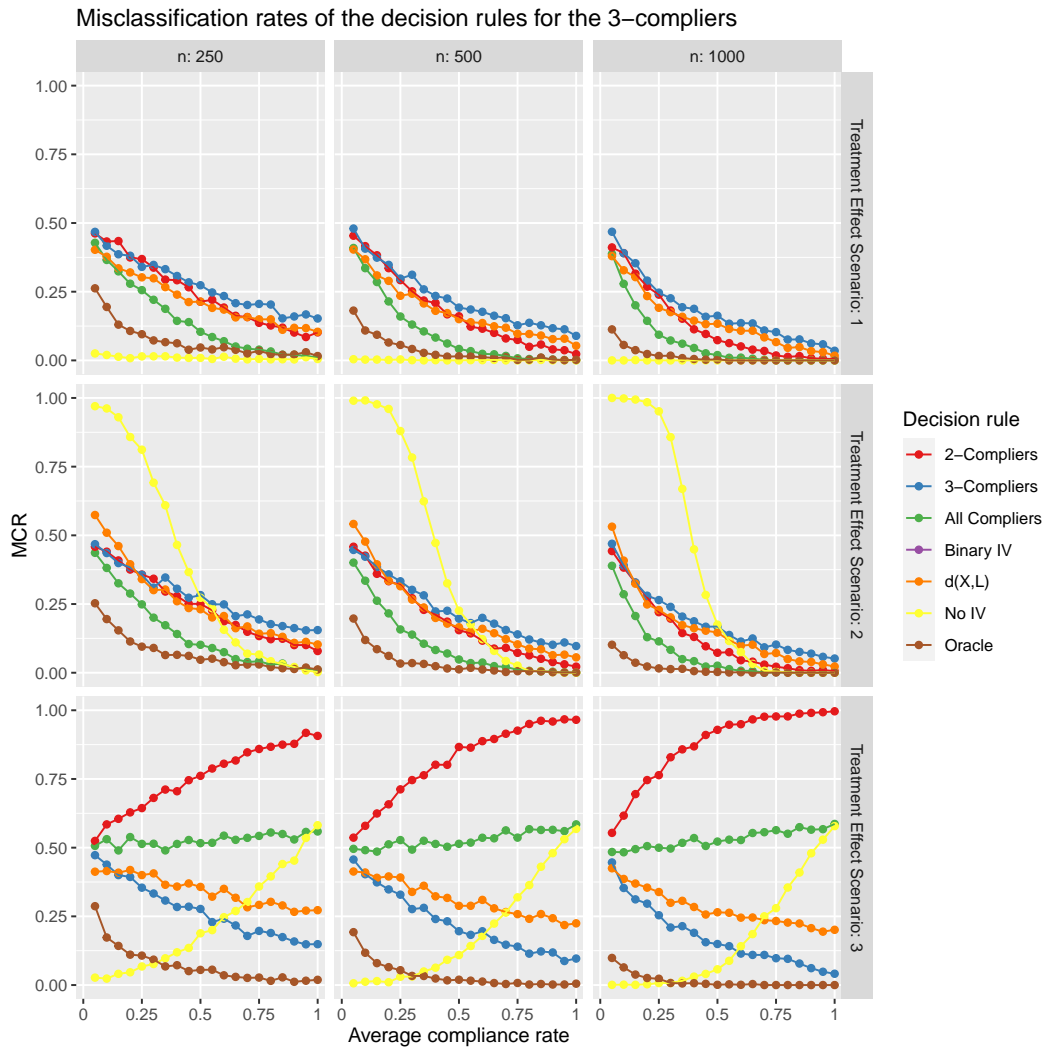 Misclassification rates of the decision rules for the 3−compliers
n: 250
n: 500
n: 1000
MCR
1.00
0.75
0.50
0.25
0.00
Treatment Effect Scenario: 1
1.00
0.75
0.50
0.25
0.00
Treatment Effect Scenario: 2
1.00
0.75
0.50
0.25
0.00
Treatment Effect Scenario: 3
0 0.25 0.5 0.75 1
0 0.25 0.5 0.75 1
0 0.25 0.5 0.75 1
Average compliance rate
Decision rule
2−Compliers
3−Compliers
All Compliers
Binary IV
d(X,L)
No IV
Oracle